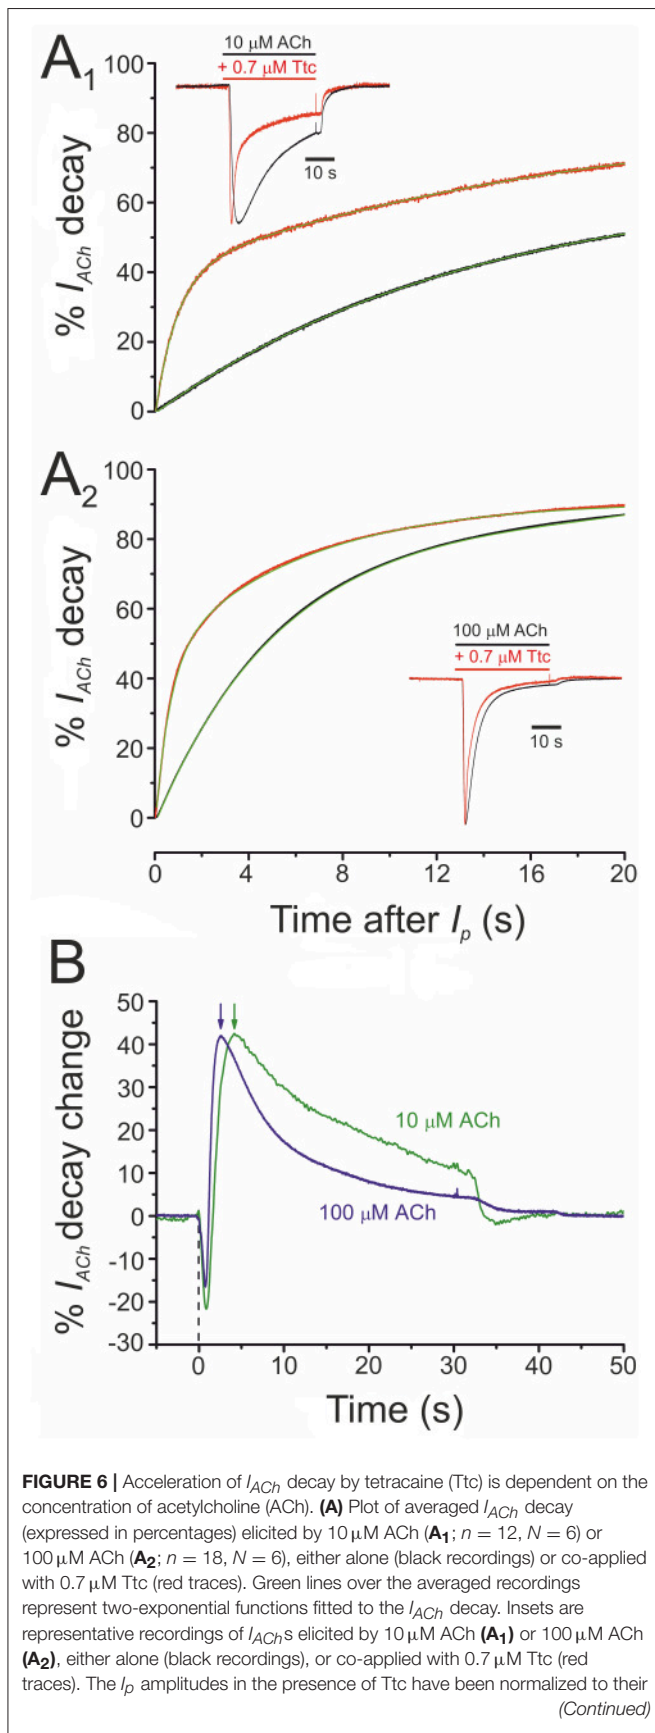 A1
10 µM ACh
+ 0.7 µM Ttc
10 s
% IACh decay
100
80
60
40
20
0
A2
100 µM ACh
+ 0.7 µM Ttc
10 s
% IACh decay
100
80
60
40
20
0
0 4 8 12 16 20
Time after Ip (s)
B
% IACh decay change
50
40
30
20
10
0
-10
-20
-30
10 µM ACh
100 µM ACh
0 10 20 30 40 50
Time (s)
FIGURE 6 | Acceleration of IACh decay by tetracaine (Ttc) is dependent on the
concentration of acetylcholine (ACh). (A) Plot of averaged IACh decay
(expressed in percentages) elicited by 10 µM ACh (A1; n = 12, N = 6) or
100 µM ACh (A2; n = 18, N = 6), either alone (black recordings) or co-applied
with 0.7 µM Ttc (red traces). Green lines over the averaged recordings
represent two-exponential functions fitted to the IACh decay. Insets are
representative recordings of IAChs elicited by 10 µM ACh (A1) or 100 µM ACh
(A2), either alone (black recordings), or co-applied with 0.7 µM Ttc (red
traces). The Ip amplitudes in the presence of Ttc have been normalized to their
(Continued)